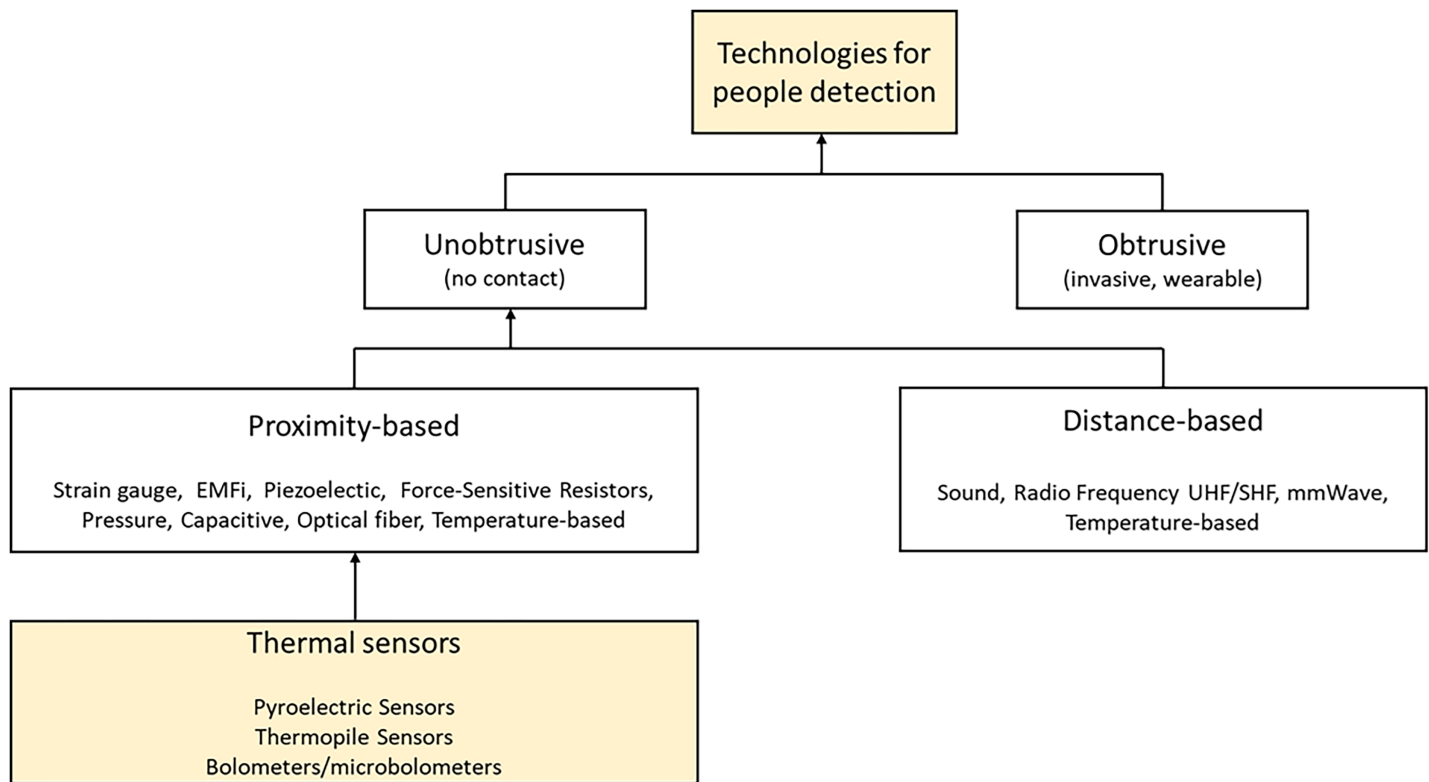 Technologies for
people detection
Unobtrusive
(no contact)
Obtrusive
(invasive, wearable)
Proximity-based
Strain gauge, EMFi, Piezoelectic, Force-Sensitive Resistors,
Pressure, Capacitive, Optical fiber, Temperature-based
Distance-based
Sound, Radio Frequency UHF/SHF, mmWave,
Temperature-based
Thermal sensors
Pyroelectric Sensors
Thermopile Sensors
Bolometers/microbolometers